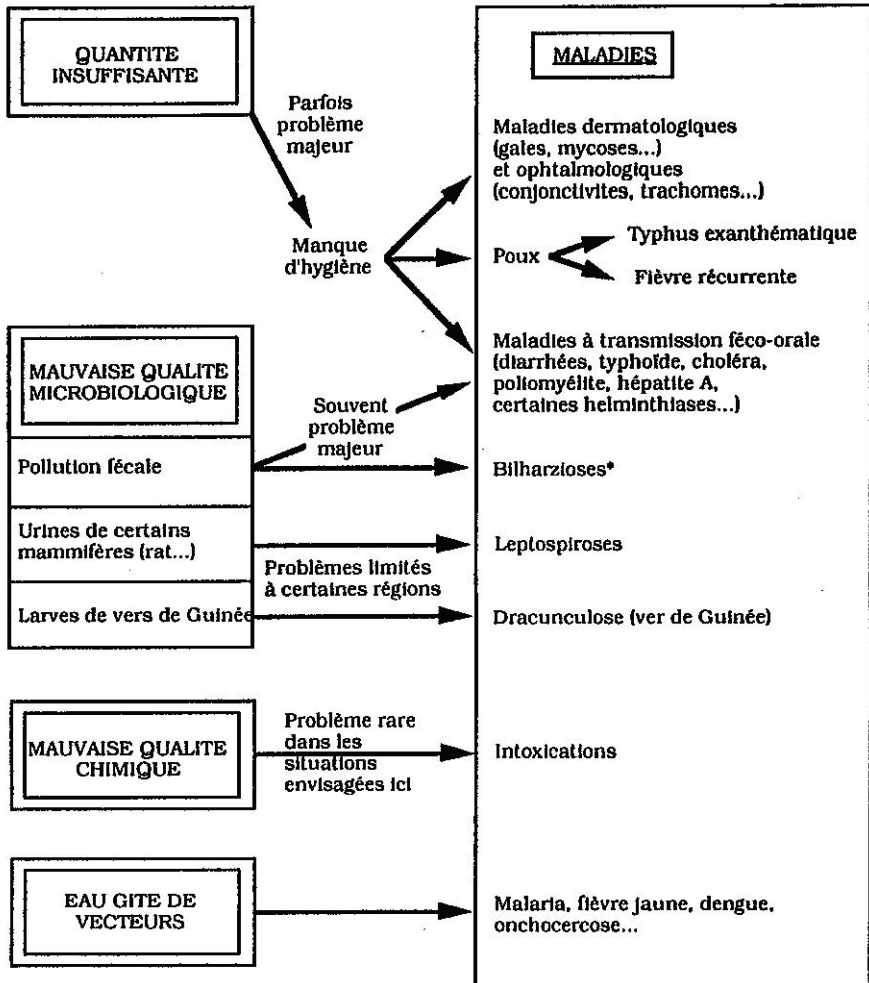 QUANTITE
INSUFFISANTE
MALADIES
Parfois
problème
majeur
Maladies dermatologiques
(gales, mycoses...)
et ophtalmologiques
(conjonctivites, trachomes...)
Manque
d'hygiène
Poux
Typhus exanthématique
Fièvre récurrente
MAUVAISE QUALITE
MICROBIOLOGIQUE
Maladies à transmission féco-orale
(diarrhées, typhoïde, choléra,
poliomyélite, hépatite A,
certaines helminthiases...)
Souvent
problème
majeur
Pollution fécale
Bilharzioses*
Urines de certains
mammifères (rat...)
Leptospiroses
Problèmes limités
à certaines régions
Larves de vers de Guinée
Dracunculose (ver de Guinée)
MAUVAISE QUALITE
CHIMIQUE
Problème rare
dans les
situations
envisagées ici
Intoxications
EAU GITE DE
VECTEURS
Malaria, fièvre jaune, dengue,
onchocercose...